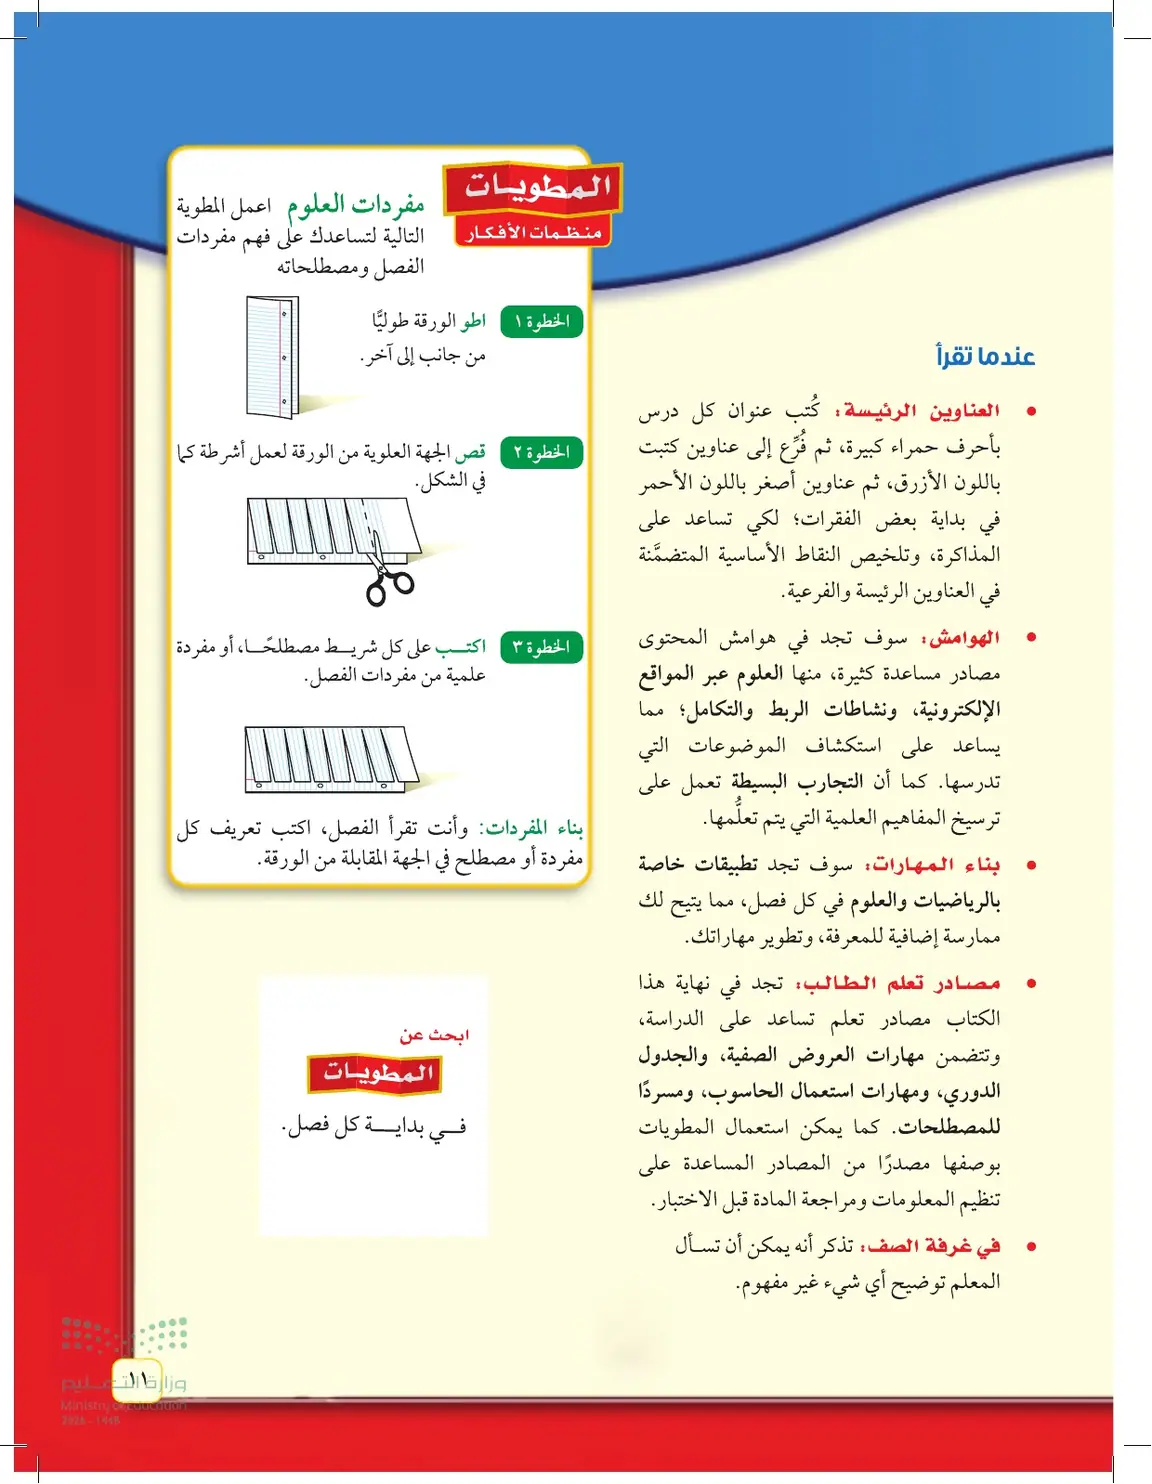 عندما تقرأ
• العناوين الرئيسة: كُتب عنوان كل درس
بأحرف حمراء كبيرة، ثم فُرِّع إلى عناوين كتبت
باللون الأزرق، ثم عناوين أصغر باللون الأحمر
في بداية بعض الفقرات؛ لكي تساعد على
المذاكرة، وتلخيص النقاط الأساسية المتضمَّنة
في العناوين الرئيسة والفرعية.
• الهوامش: سوف تجد في هوامش المحتوى
مصادر مساعدة كثيرة، منها العلوم عبر المواقع
الإلكترونية، ونشاطات الربط والتكامل؛ مما
يساعد على استكشاف الموضوعات التي
تدرسها. كما أن التجارب البسيطة تعمل على
ترسيخ المفاهيم العلمية التي يتم تعلُّمها.
• بناء المهارات: سوف تجد تطبيقات خاصة
بالرياضيات والعلوم في كل فصل، مما يتيح لك
ممارسة إضافية للمعرفة، وتطوير مهاراتك.
• مصادر تعلم الطالب: تجد في نهاية هذا
الكتاب مصادر تعلم تساعد على الدراسة،
وتتضمن مهارات العروض الصفية، والجدول
الدوري، ومهارات استعمال الحاسوب، ومسردًا
للمصطلحات. كما يمكن استعمال المطويات
بوصفها مصدرًا من المصادر المساعدة على
تنظيم المعلومات ومراجعة المادة قبل الاختبار.
• في غرفة الصف: تذكر أنه يمكن أن تسأل
المعلم توضيح أي شيء غير مفهوم.
المطويات
منظمات الأفكار
مفردات العلوم اعمل المطوية
التالية لتساعدك على فهم مفردات
الفصل ومصطلحاته
الخطوة ١ اطو الورقة طوليًّا
من جانب إلى آخر.
الخطوة ٢ قص الجهة العلوية من الورقة لعمل أشرطة كما
في الشكل.
الخطوة ٣ اكتب على كل شريط مصطلحًا، أو مفردة
علمية من مفردات الفصل.
بناء المفردات: وأنت تقرأ الفصل، اكتب تعريف كل
مفردة أو مصطلح في الجهة المقابلة من الورقة.
ابحث عن
المطويات
في بداية كل فصل.
١١
وزارة التعليم
Ministry of Education
2026 - 1448